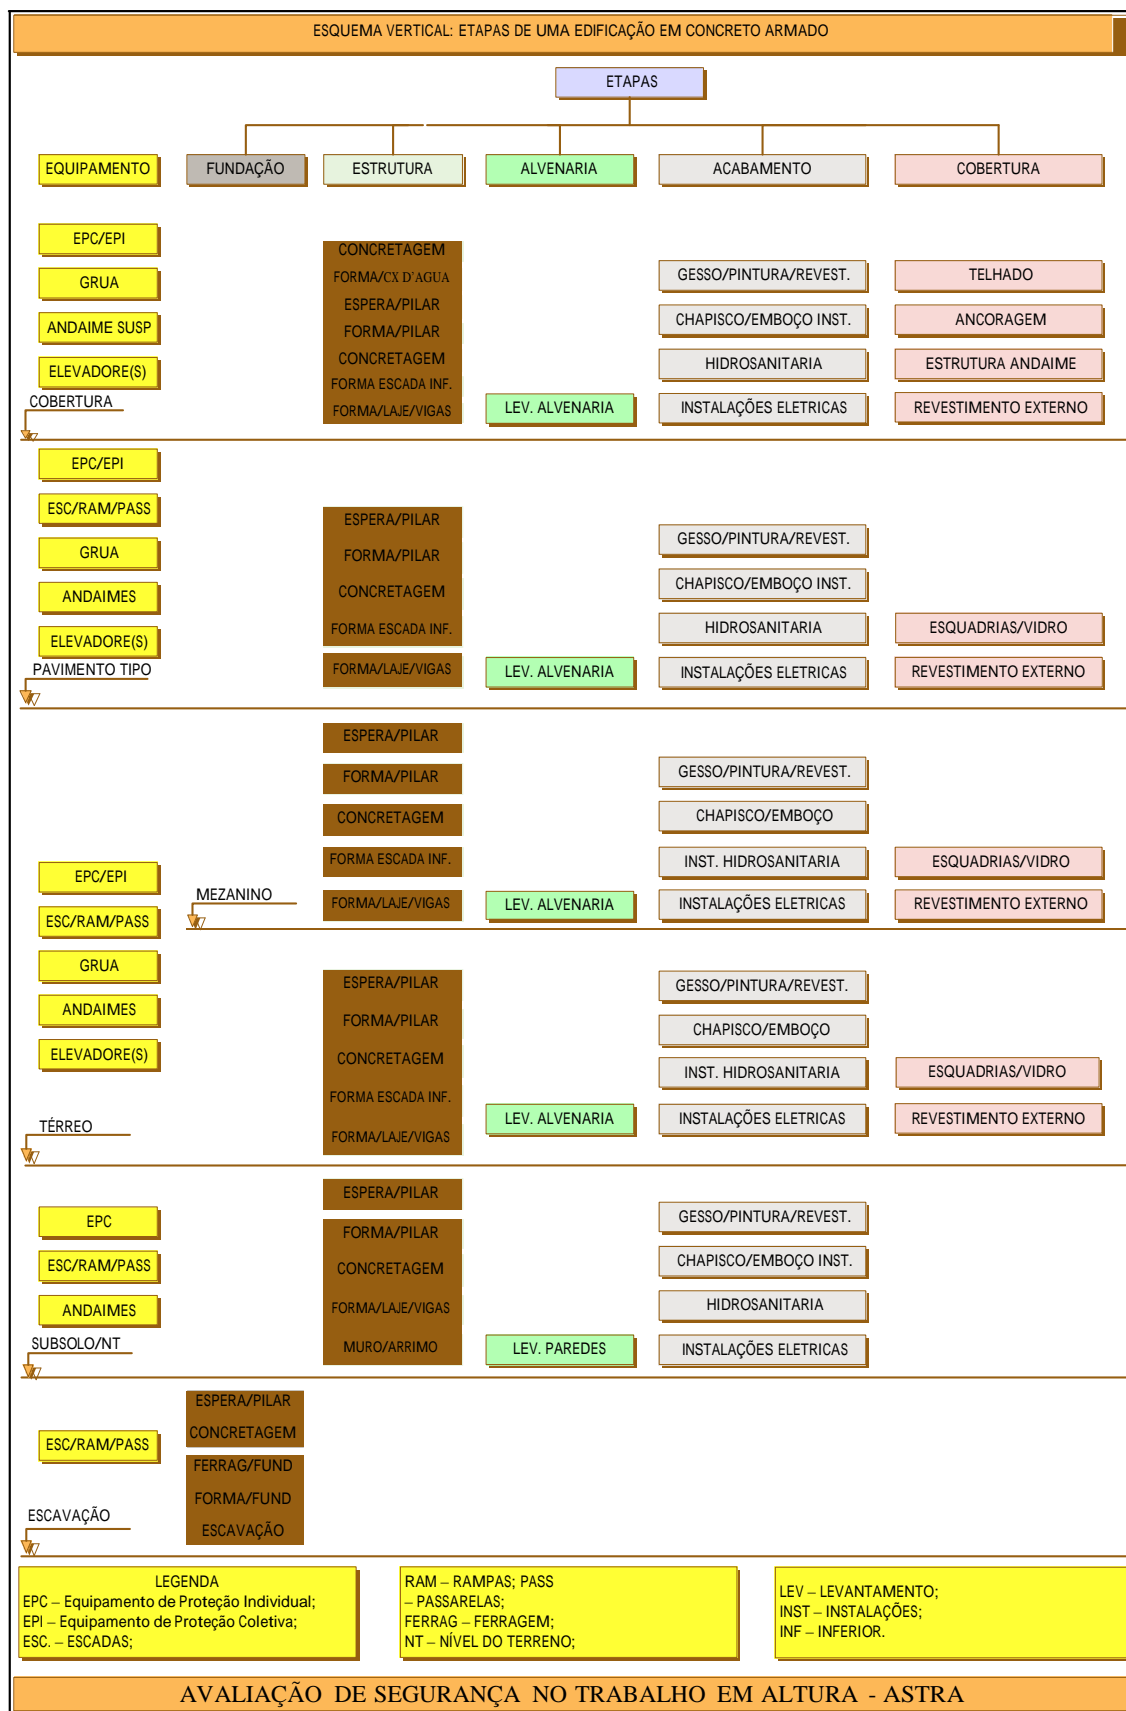 ESQUEMA VERTICAL: ETAPAS DE UMA EDIFICAÇÃO EM CONCRETO ARMADO
ETAPAS
EQUIPAMENTO
FUNDAÇÃO
ESTRUTURA
ALVENARIA
ACABAMENTO
COBERTURA
EPC/EPI
GRUA
ANDAIME SUSP
ELEVADORE(S)
COBERTURA
CONCRETAGEM
FORMA/CX D'AGUA
ESPERA/PILAR
FORMA/PILAR
CONCRETAGEM
FORMA ESCADA INF.
FORMA/LAJE/VIGAS
LEV. ALVENARIA
GESSO/PINTURA/REVEST.
CHAPISCO/EMBOÇO INST.
HIDROSANITARIA
INSTALAÇÕES ELETRICAS
TELHADO
ANCORAGEM
ESTRUTURA ANDAIME
REVESTIMENTO EXTERNO
EPC/EPI
ESC/RAM/PASS
GRUA
ANDAIMES
ELEVADORE(S)
PAVIMENTO TIPO
ESPERA/PILAR
FORMA/PILAR
CONCRETAGEM
FORMA ESCADA INF.
FORMA/LAJE/VIGAS
LEV. ALVENARIA
GESSO/PINTURA/REVEST.
CHAPISCO/EMBOÇO INST.
HIDROSANITARIA
INSTALAÇÕES ELETRICAS
ESQUADRIAS/VIDRO
REVESTIMENTO EXTERNO
EPC/EPI
ESC/RAM/PASS
GRUA
ANDAIMES
ELEVADORE(S)
TÉRREO
MEZANINO
ESPERA/PILAR
FORMA/PILAR
CONCRETAGEM
FORMA ESCADA INF.
FORMA/LAJE/VIGAS
LEV. ALVENARIA
GESSO/PINTURA/REVEST.
CHAPISCO/EMBOÇO
INST. HIDROSANITARIA
INSTALAÇÕES ELETRICAS
ESQUADRIAS/VIDRO
REVESTIMENTO EXTERNO
ESPERA/PILAR
FORMA/PILAR
CONCRETAGEM
FORMA ESCADA INF.
FORMA/LAJE/VIGAS
LEV. ALVENARIA
GESSO/PINTURA/REVEST.
CHAPISCO/EMBOÇO
INST. HIDROSANITARIA
INSTALAÇÕES ELETRICAS
ESQUADRIAS/VIDRO
REVESTIMENTO EXTERNO
EPC
ESC/RAM/PASS
ANDAIMES
SUBSOLO/NT
ESPERA/PILAR
FORMA/PILAR
CONCRETAGEM
FORMA/LAJE/VIGAS
MURO/ARRIMO
LEV. PAREDES
GESSO/PINTURA/REVEST.
CHAPISCO/EMBOÇO INST.
HIDROSANITARIA
INSTALAÇÕES ELETRICAS
ESC/RAM/PASS
ESCAVAÇÃO
ESPERA/PILAR
CONCRETAGEM
FERRAG/FUND
FORMA/FUND
ESCAVAÇÃO
LEGENDA
EPC – Equipamento de Proteção Individual;
EPI – Equipamento de Proteção Coletiva;
ESC. – ESCADAS;
RAM – RAMPAS; PASS
– PASSARELAS;
FERRAG – FERRAGEM;
NT – NÍVEL DO TERRENO;
LEV – LEVANTAMENTO;
INST – INSTALAÇÕES;
INF – INFERIOR.
AVALIAÇÃO DE SEGURANÇA NO TRABALHO EM ALTURA - ASTRA